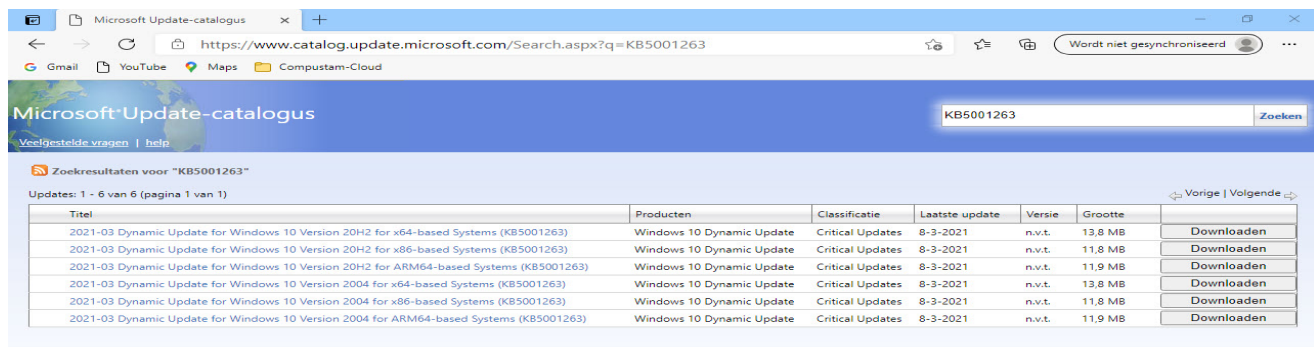 Microsoft Update-catalogus
https://www.catalog.update.microsoft.com/Search.aspx?q=KB5001263
Wordt niet gesynchroniseerd
Gmail YouTube Maps Compustam-Cloud
Microsoft®Update-catalogus
KB5001263 Zoeken
Veelgestelde vragen | help
Zoekresultaten voor "KB5001263"
Updates: 1 - 6 van 6 (pagina 1 van 1) Vorige | Volgende
Titel Producten Classificatie Laatste update Versie Grootte
2021-03 Dynamic Update for Windows 10 Version 20H2 for x64-based Systems (KB5001263) Windows 10 Dynamic Update Critical Updates 8-3-2021 n.v.t. 13,8 MB Downloaden
2021-03 Dynamic Update for Windows 10 Version 20H2 for x86-based Systems (KB5001263) Windows 10 Dynamic Update Critical Updates 8-3-2021 n.v.t. 11,8 MB Downloaden
2021-03 Dynamic Update for Windows 10 Version 20H2 for ARM64-based Systems (KB5001263) Windows 10 Dynamic Update Critical Updates 8-3-2021 n.v.t. 11,9 MB Downloaden
2021-03 Dynamic Update for Windows 10 Version 2004 for x64-based Systems (KB5001263) Windows 10 Dynamic Update Critical Updates 8-3-2021 n.v.t. 13,8 MB Downloaden
2021-03 Dynamic Update for Windows 10 Version 2004 for x86-based Systems (KB5001263) Windows 10 Dynamic Update Critical Updates 8-3-2021 n.v.t. 11,8 MB Downloaden
2021-03 Dynamic Update for Windows 10 Version 2004 for ARM64-based Systems (KB5001263) Windows 10 Dynamic Update Critical Updates 8-3-2021 n.v.t. 11,9 MB Downloaden